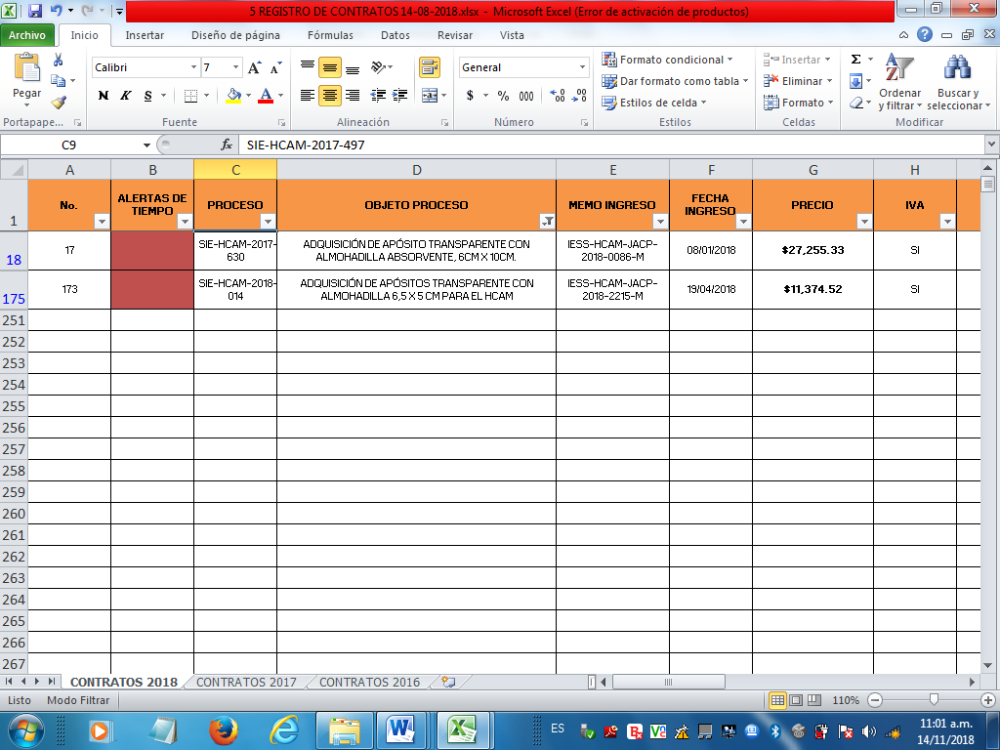 5 REGISTRO DE CONTRATOS 14-08-2018.xlsx - Microsoft Excel (Error de activación de productos)
Archivo Inicio Insertar Diseño de página Fórmulas Datos Revisar Vista
Pegar
Calibri 7 A A
N K S
General
$ % 000
Formato condicional
Dar formato como tabla
Estilos de celda
Insertar
Eliminar
Formato
Σ
Ordenar y filtrar
Buscar y seleccionar
Portapape... Fuente Alineación Número Estilos Celdas Modificar
C9 fx SIE-HCAM-2017-497
A B C D E F G H
1 No. ALERTAS DE TIEMPO PROCESO OBJETO PROCESO MEMO INGRESO FECHA INGRESO PRECIO IVA
18 17 SIE-HCAM-2017-630 ADQUISICIÓN DE APÓSITO TRANSPARENTE CON ALMOHADILLA ABSORVENTE, 6CM X 10CM. IESS-HCAM-JACP-2018-0086-M 08/01/2018 $27,255.33 SI
175 173 SIE-HCAM-2018-014 ADQUISICIÓN DE APÓSITOS TRANSPARENTE CON ALMOHADILLA 6,5 X 5 CM PARA EL HCAM IESS-HCAM-JACP-2018-2215-M 19/04/2018 $11,374.52 SI
251
252
253
254
255
256
257
258
259
260
261
262
263
264
265
266
267
CONTRATOS 2018 CONTRATOS 2017 CONTRATOS 2016
Listo Modo Filtrar 110%
ES 11:01 a.m.
14/11/2018